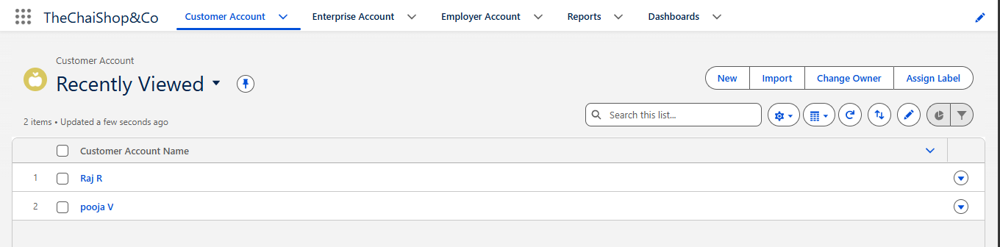 TheChaiShop&Co Customer Account Enterprise Account Employer Account Reports Dashboards
Customer Account
Recently Viewed
New Import Change Owner Assign Label
2 items • Updated a few seconds ago
Search this list...
Customer Account Name
1 Raj R
2 pooja V